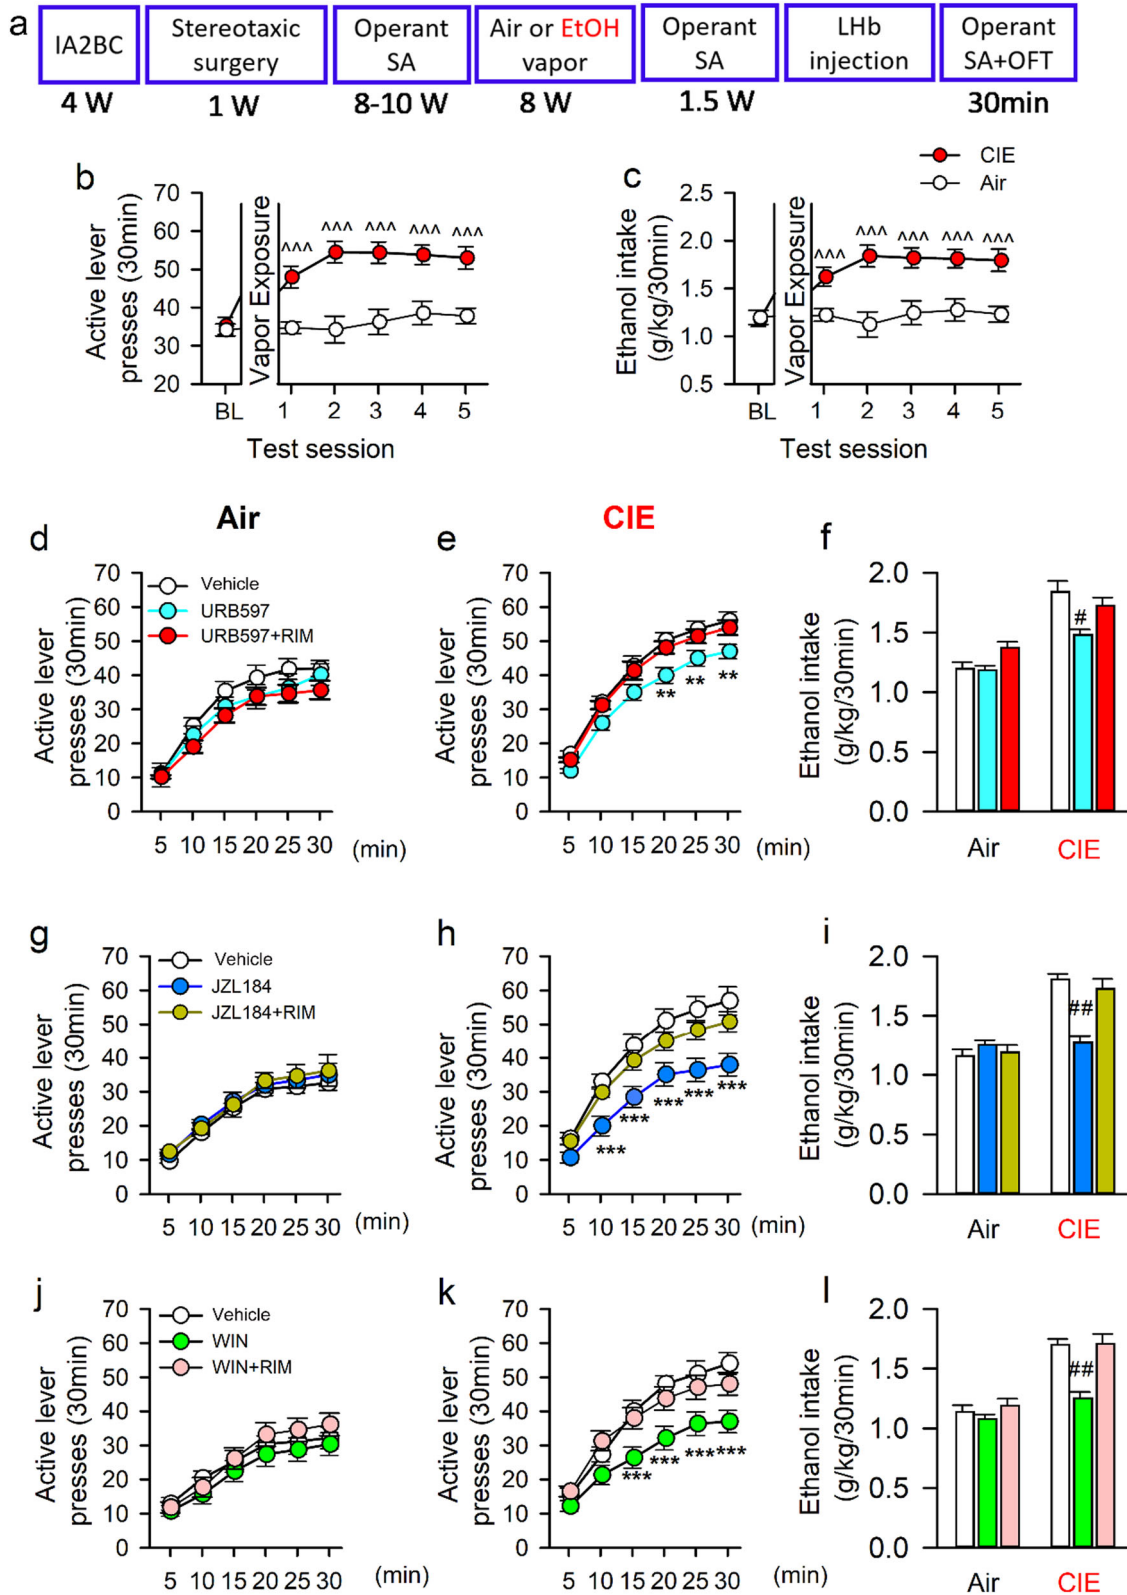 a
IA2BC
Stereotaxic
surgery
Operant
SA
Air or EtOH
vapor
Operant
SA
LHb
injection
Operant
SA+OFT
4 W
1 W
8-10 W
8 W
1.5 W
30min
b
Active lever
presses (30min)
70
60
50
40
30
20
Vapor Exposure
^^^ ^^^ ^^^ ^^^ ^^^
BL 1 2 3 4 5
Test session
c
CIE
Air
Ethanol intake
(g/kg/30min)
2.5
2.0
1.5
1.0
0.5
Vapor Exposure
^^^ ^^^ ^^^ ^^^ ^^^
BL 1 2 3 4 5
Test session
Air
CIE
d
Active lever
presses (30min)
70
60
50
40
30
20
10
0
Vehicle
URB597
URB597+RIM
5 10 15 20 25 30 (min)
e
Active lever
presses (30min)
70
60
50
40
30
20
10
0
** ** **
5 10 15 20 25 30 (min)
f
Ethanol intake
(g/kg/30min)
2.0
1.5
1.0
0.5
0.0
#
Air CIE
g
Active lever
presses (30min)
70
60
50
40
30
20
10
0
Vehicle
JZL184
JZL184+RIM
5 10 15 20 25 30 (min)
h
Active lever
presses (30min)
70
60
50
40
30
20
10
0
*** *** *** *** ***
5 10 15 20 25 30 (min)
i
Ethanol intake
(g/kg/30min)
2.0
1.5
1.0
0.5
0.0
##
Air CIE
j
Active lever
presses (30min)
70
60
50
40
30
20
10
0
Vehicle
WIN
WIN+RIM
5 10 15 20 25 30 (min)
k
Active lever
presses (30min)
70
60
50
40
30
20
10
0
*** *** *** ***
5 10 15 20 25 30 (min)
l
Ethanol intake
(g/kg/30min)
2.0
1.5
1.0
0.5
0.0
##
Air CIE